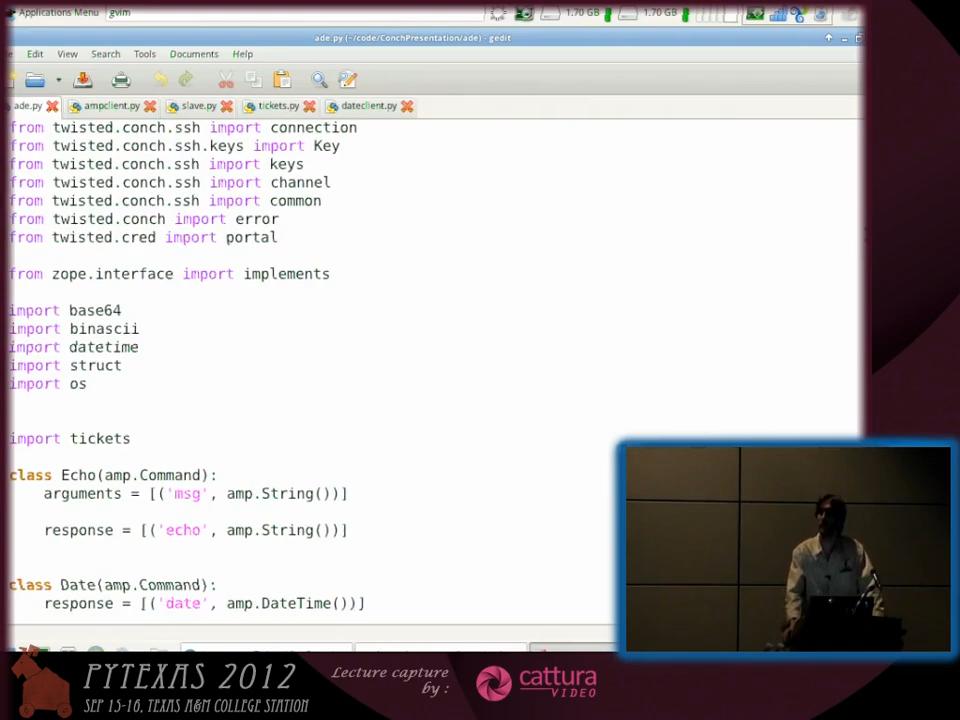 Applications Menu gvim 1.70 GB 1.70 GB
ade.py (~/code/ConchPresentation/ade) - gedit
Edit View Search Tools Documents Help
ade.py ampclient.py slave.py tickets.py dateclient.py
from twisted.conch.ssh import connection
from twisted.conch.ssh.keys import Key
from twisted.conch.ssh import keys
from twisted.conch.ssh import channel
from twisted.conch.ssh import common
from twisted.conch import error
from twisted.cred import portal
from zope.interface import implements
import base64
import binascii
import datetime
import struct
import os
import tickets
class Echo(amp.Command):
arguments = [('msg', amp.String())]
response = [('echo', amp.String())]
class Date(amp.Command):
response = [('date', amp.DateTime())]
PYTEXAS 2012
SEP 15-16, TEXAS A&M COLLEGE STATION
Lecture capture
by :
cattura
VIDEO